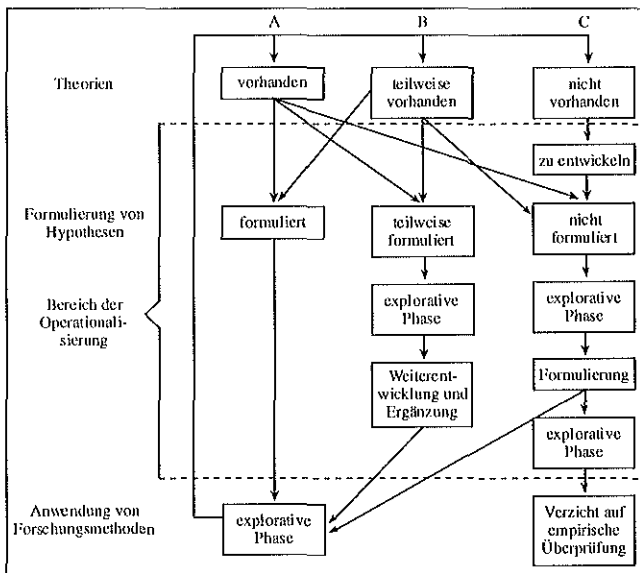 A B C
Theorien
vorhanden
teilweise
vorhanden
nicht
vorhanden
zu entwickeln
Formulierung von
Hypothesen
formuliert
teilweise
formuliert
nicht
formuliert
Bereich der
Operationali-
sierung
explorative
Phase
explorative
Phase
Weiterent-
wicklung und
Ergänzung
Formulierung
explorative
Phase
Anwendung von
Forschungsmethoden
explorative
Phase
Verzicht auf
empirische
Überprüfung